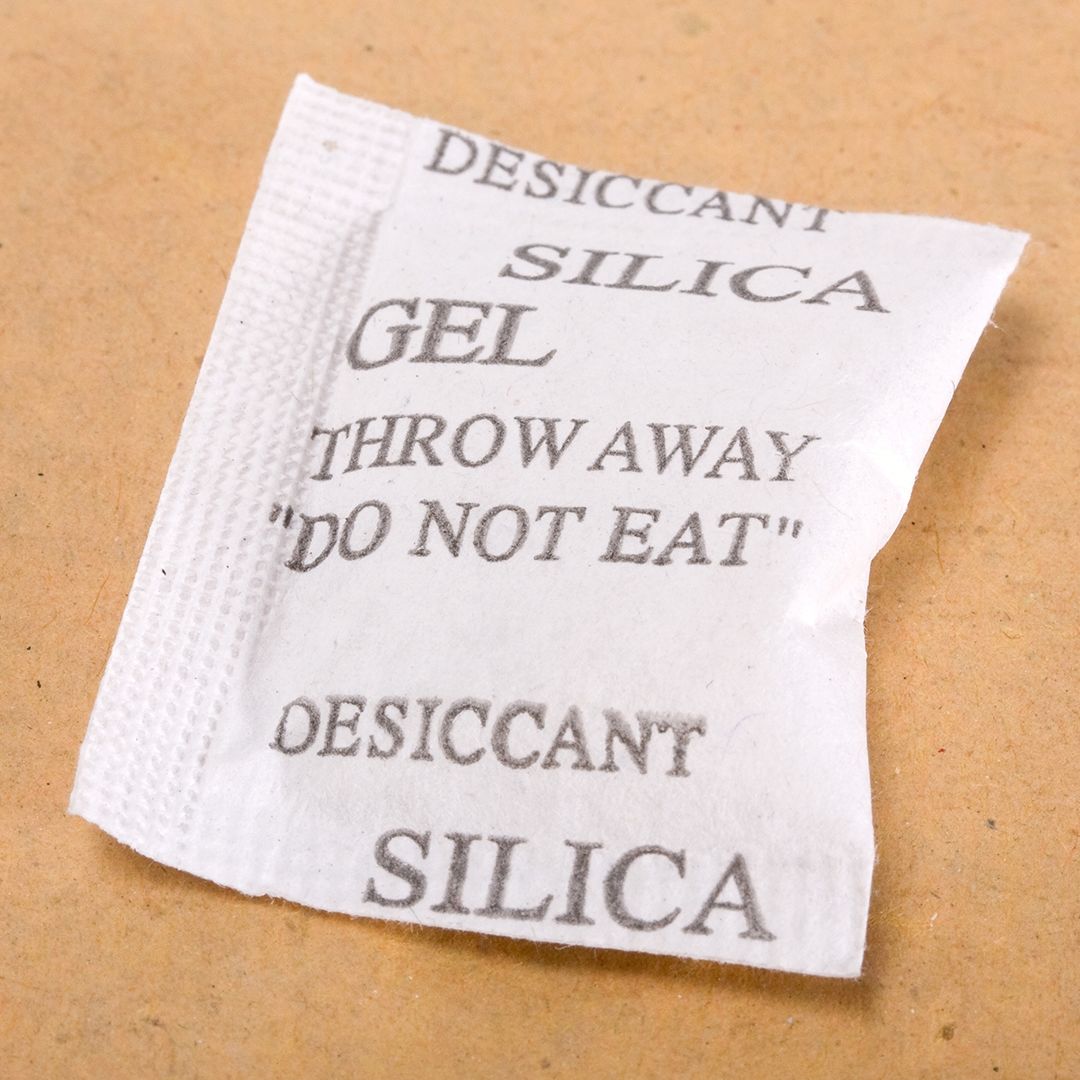 DESICCANT
SILICA
GEL
THROW AWAY
"DO NOT EAT"
DESICCANT
SILICA